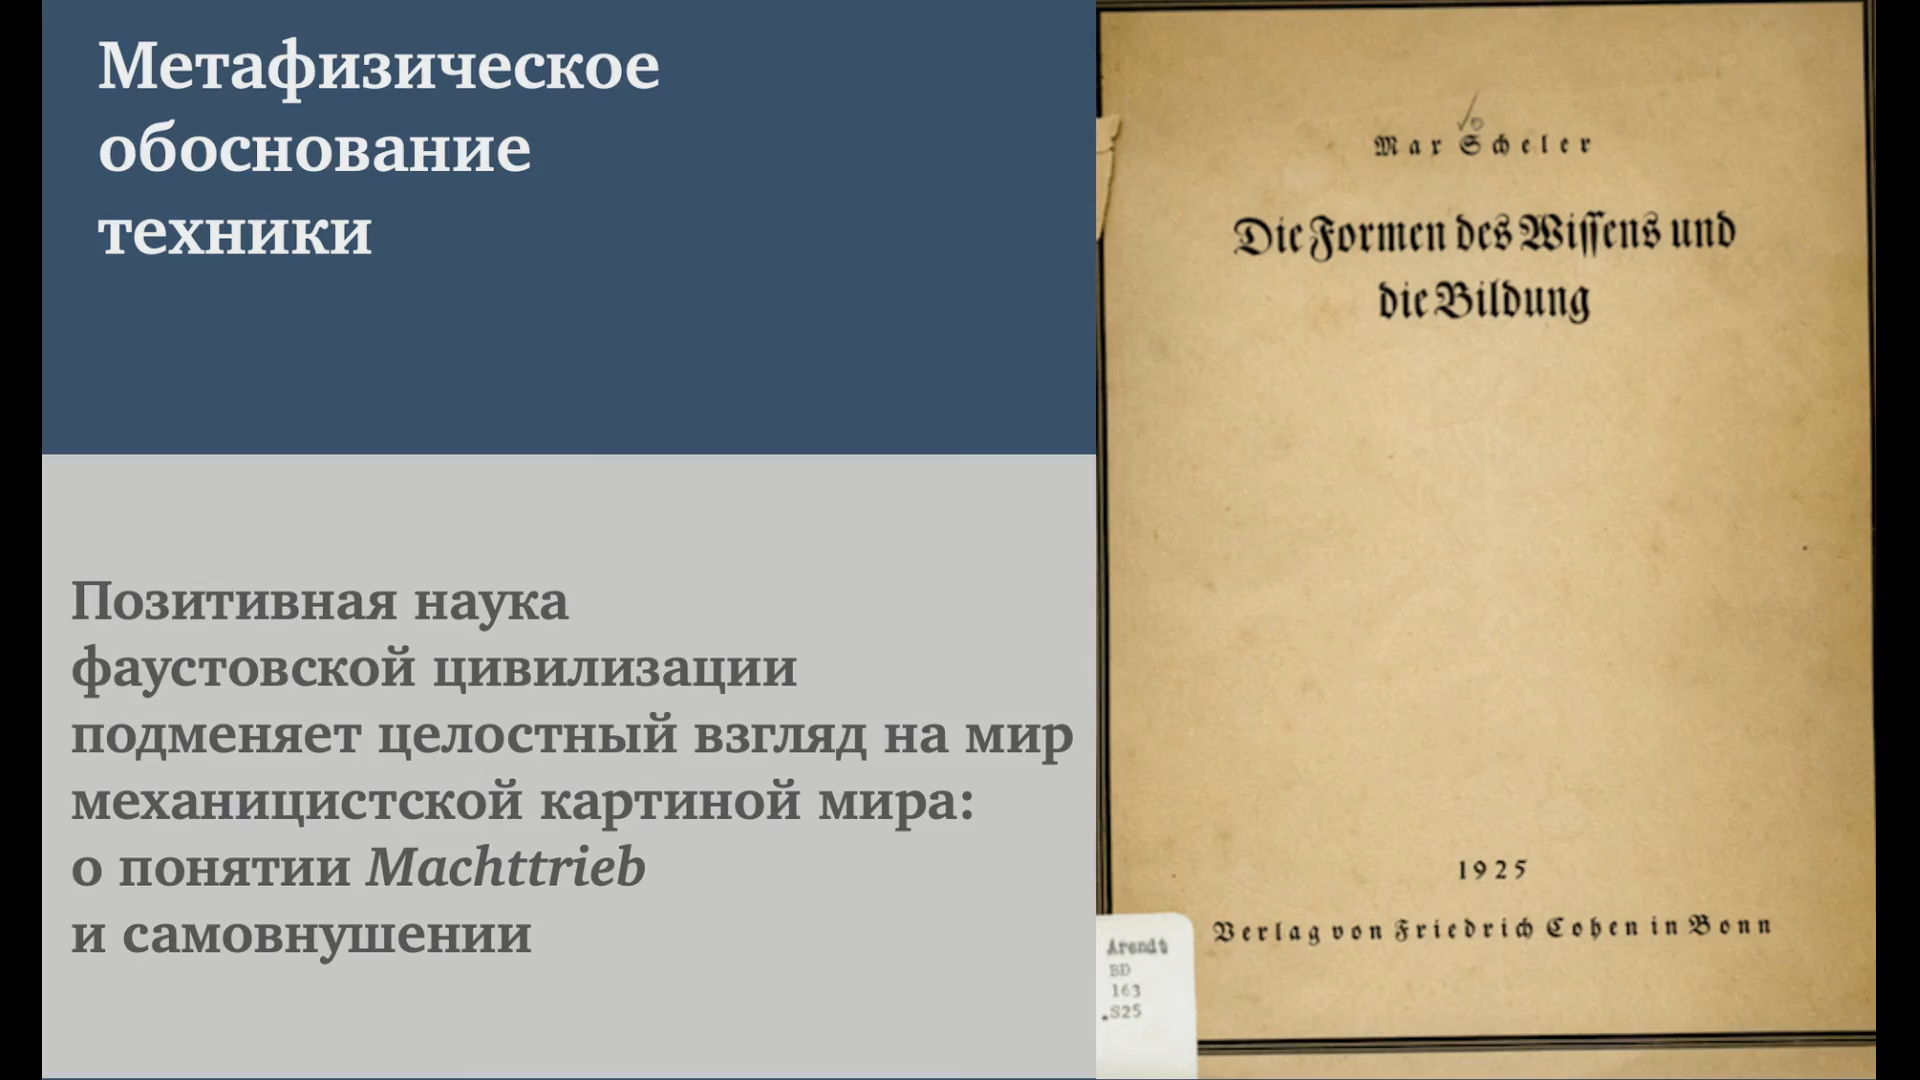 Метафизическое
обоснование
техники
Позитивная наука
фаустовской цивилизации
подменяет целостный взгляд на мир
механицистской картиной мира:
о понятии Machttrieb
и самовнушении
Max Scheler
Die Formen des Wissens und
die Bildung
1925
Verlag von Friedrich Cohen in Bonn
Arendt
BD
163
.S25